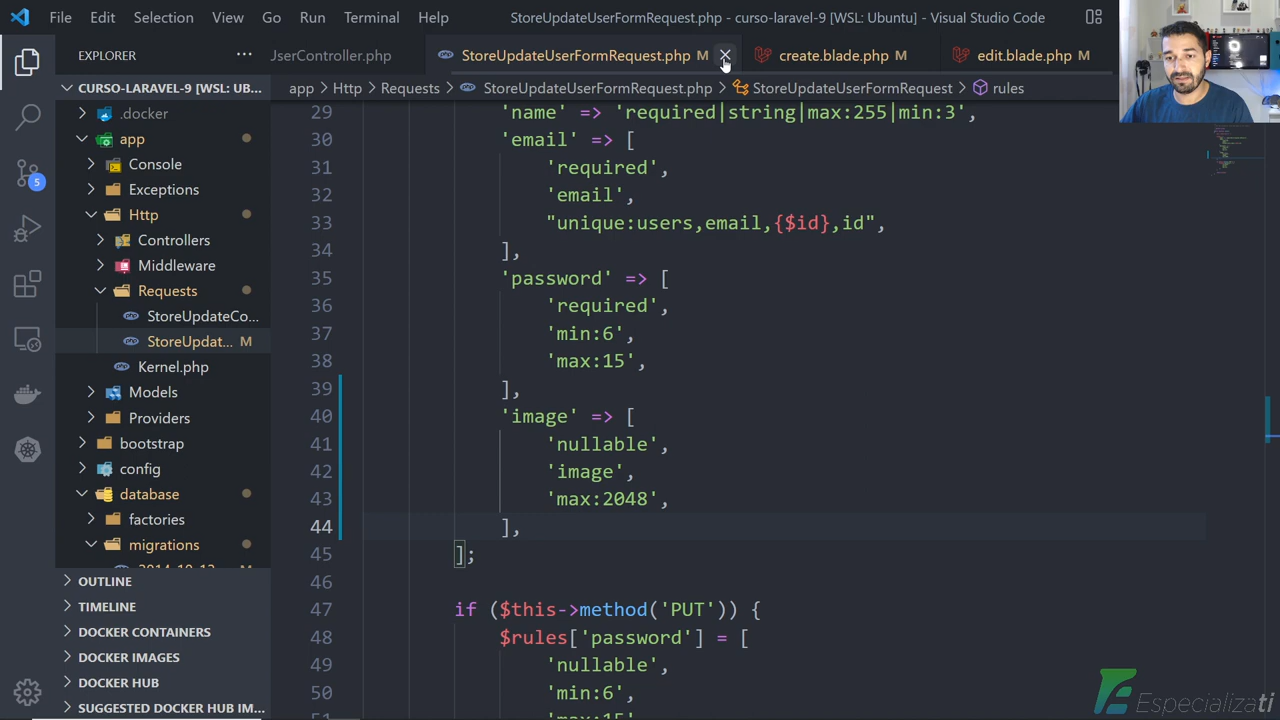 File Edit Selection View Go Run Terminal Help StoreUpdateUserFormRequest.php - curso-laravel-9 [WSL: Ubuntu] - Visual Studio Code
EXPLORER ··· UserController.php StoreUpdateUserFormRequest.php M create.blade.php M edit.blade.php M
CURSO-LARAVEL-9 [WSL: UB...
app > Http > Requests > StoreUpdateUserFormRequest.php > StoreUpdateUserFormRequest > rules
.docker
app
Console
Exceptions
Http
Controllers
Middleware
Requests
StoreUpdateCo...
StoreUpdat... M
Kernel.php
Models
Providers
bootstrap
config
database
factories
migrations
OUTLINE
TIMELINE
DOCKER CONTAINERS
DOCKER IMAGES
DOCKER HUB
SUGGESTED DOCKER HUB IM...
5
29 'name' => 'required|string|max:255|min:3',
30 'email' => [
31 'required',
32 'email',
33 "unique:users,email,{$id},id",
34 ],
35 'password' => [
36 'required',
37 'min:6',
38 'max:15',
39 ],
40 'image' => [
41 'nullable',
42 'image',
43 'max:2048',
44 ],
45 ];
46
47 if ($this->method('PUT')) {
48 $rules['password'] = [
49 'nullable',
50 'min:6',
51 'max:15',
Especializati